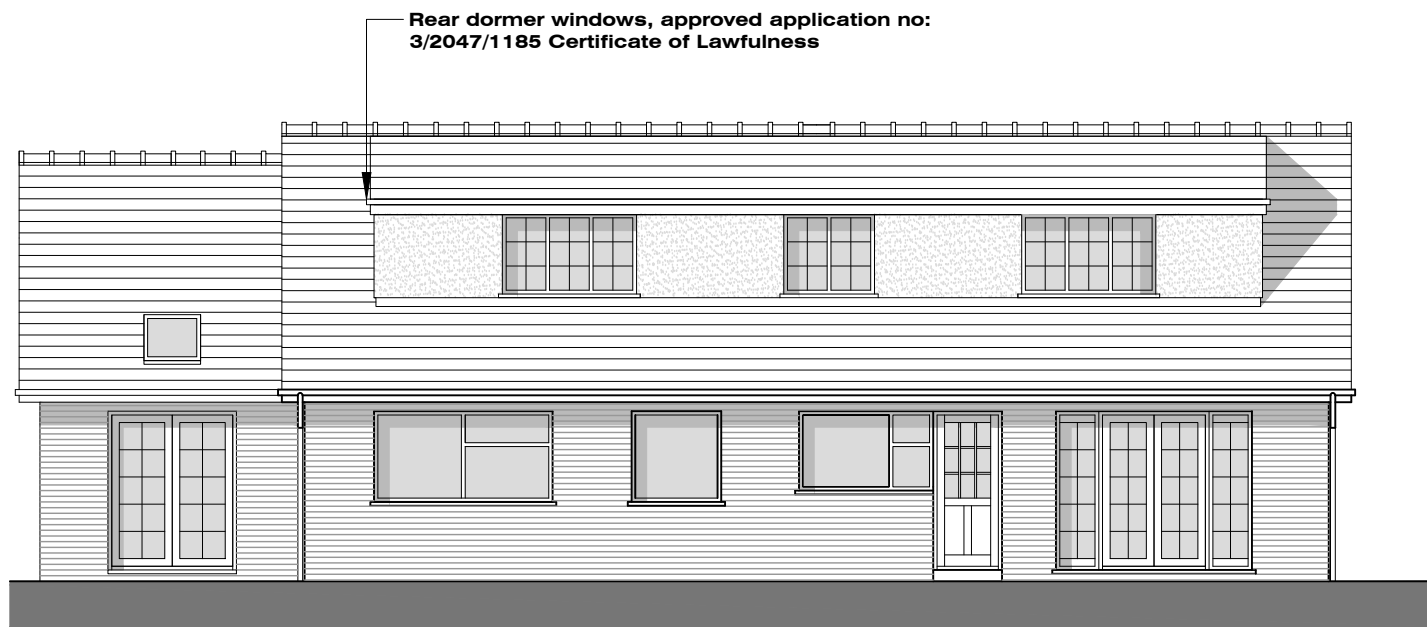 Rear dormer windows, approved application no:
3/2047/1185 Certificate of Lawfulness